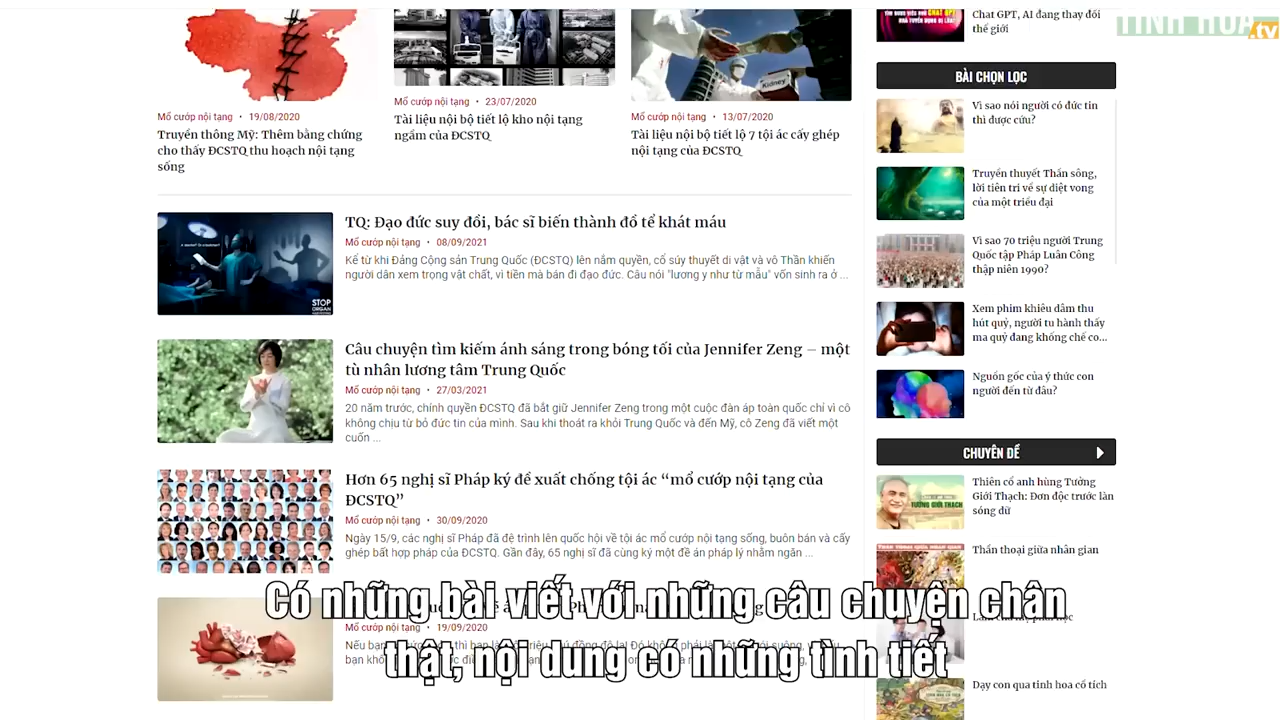 Chat GPT, AI đang thay đổi
thế giới
TINH HOA
.tv
Mổ cướp nội tạng • 19/08/2020
Truyền thông Mỹ: Thêm bằng chứng
cho thấy ĐCSTQ thu hoạch nội tạng
sống
Mổ cướp nội tạng • 23/07/2020
Tài liệu nội bộ tiết lộ kho nội tạng
ngầm của ĐCSTQ
Kidney
Mổ cướp nội tạng • 13/07/2020
Tài liệu nội bộ tiết lộ 7 tội ác cấy ghép
nội tạng của ĐCSTQ
TQ: Đạo đức suy đồi, bác sĩ biến thành đồ tể khát máu
Mổ cướp nội tạng • 08/09/2021
Kể từ khi Đảng Cộng sản Trung Quốc (ĐCSTQ) lên nắm quyền, cổ súy thuyết duy vật và vô Thần khiến
người dân xem trọng vật chất, vì tiền mà bán đi đạo đức. Câu nói "lương y như từ mẫu" vốn sinh ra ở ...
STOP
ORGAN
Câu chuyện tìm kiếm ánh sáng trong bóng tối của Jennifer Zeng – một
tù nhân lương tâm Trung Quốc
Mổ cướp nội tạng • 27/03/2021
20 năm trước, chính quyền ĐCSTQ đã bắt giữ Jennifer Zeng trong một cuộc đàn áp toàn quốc chỉ vì cô
không chịu từ bỏ đức tin của mình. Sau khi thoát ra khỏi Trung Quốc và đến Mỹ, cô Zeng đã viết một
cuốn ...
Hơn 65 nghị sĩ Pháp ký đề xuất chống tội ác “mổ cướp nội tạng của
ĐCSTQ”
Mổ cướp nội tạng • 30/09/2020
Ngày 15/9, các nghị sĩ Pháp đã đệ trình lên quốc hội về tội ác mổ cướp nội tạng sống, buôn bán và cấy
ghép bất hợp pháp của ĐCSTQ. Gần đây, 65 nghị sĩ đã cùng ký một đề án pháp lý nhằm ngăn ...
Mổ cướp nội tạng • 19/09/2020
BÀI CHỌN LỌC
Vì sao nói người có đức tin
thì được cứu?
Truyền thuyết Thần sông,
lời tiên tri về sự diệt vong
của một triều đại
Vì sao 70 triệu người Trung
Quốc tập Pháp Luân Công
thập niên 1990?
Xem phim khiêu dâm thu
hút quỷ, người tu hành thấy
ma quỷ đang khống chế co...
Nguồn gốc của ý thức con
người đến từ đâu?
CHUYÊN ĐỀ
Thiên cổ anh hùng Tưởng
Giới Thạch: Đơn độc trước làn
sóng dữ
Thần thoại giữa nhân gian
Dạy con qua tinh hoa cổ tích
Có những bài viết với những câu chuyện chân
thật, nội dung có những tình tiết